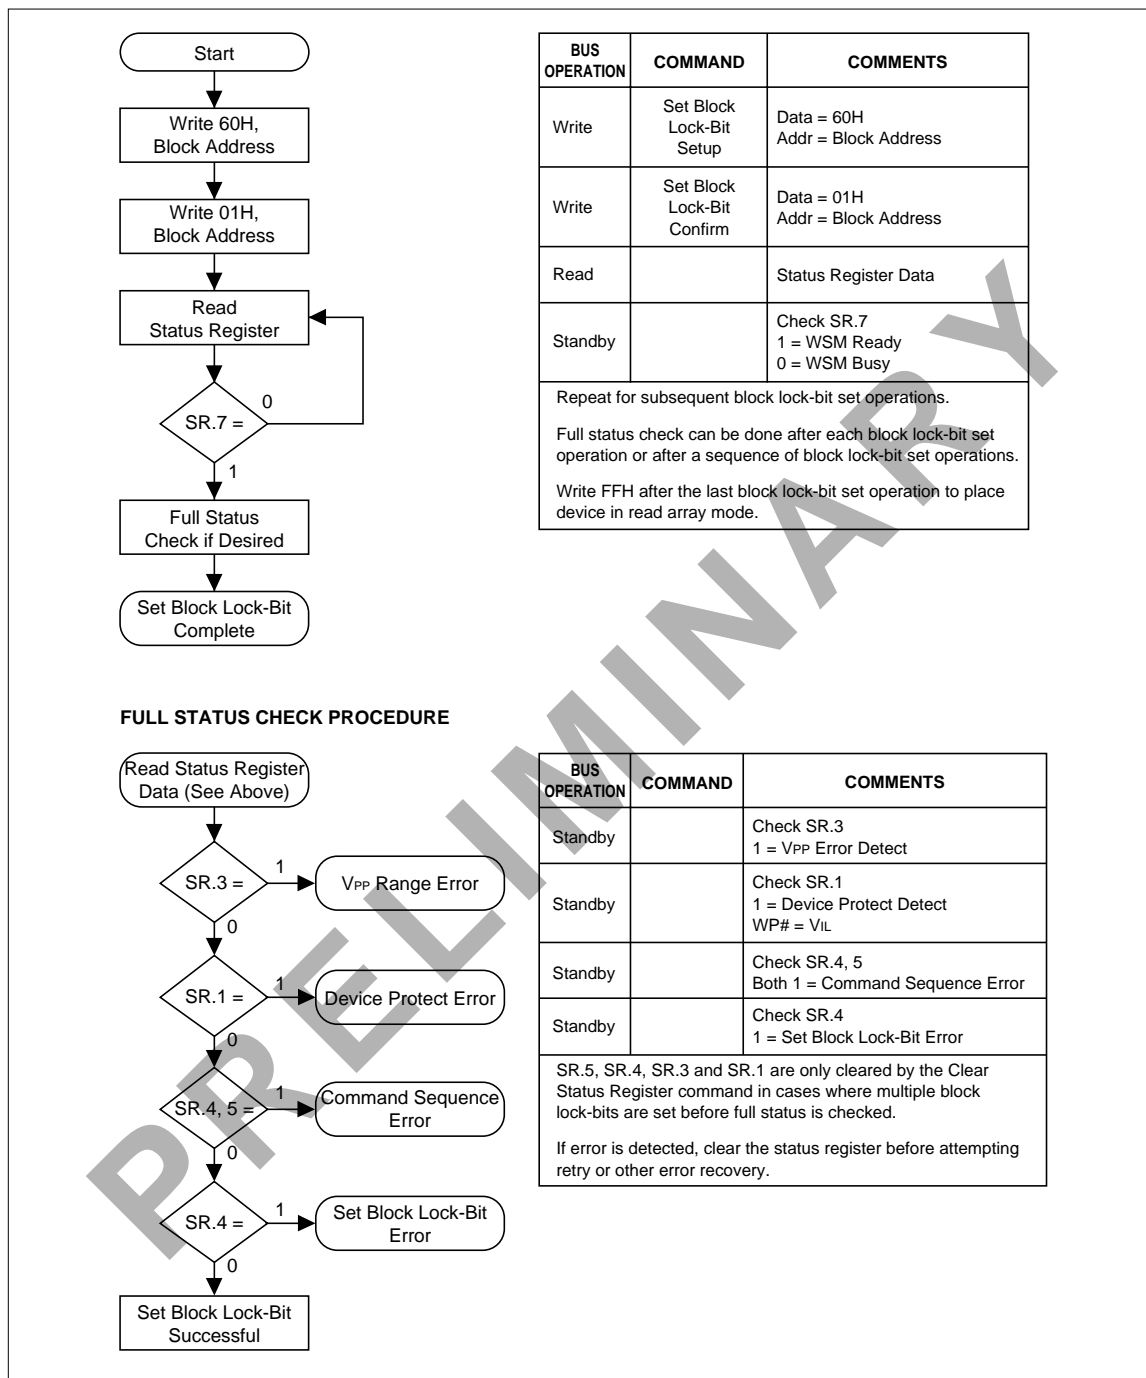 Start
Write 60H,
Block Address
Write 01H,
Block Address
Read
Status Register
0
SR.7 =
1
Full Status
Check if Desired
Set Block Lock-Bit
Complete
BUS
OPERATION
COMMAND
COMMENTS
Write
Set Block
Lock-Bit
Setup
Data = 60H
Addr = Block Address
Write
Set Block
Lock-Bit
Confirm
Data = 01H
Addr = Block Address
Read
Status Register Data
Standby
Check SR.7
1 = WSM Ready
0 = WSM Busy
Repeat for subsequent block lock-bit set operations.
Full status check can be done after each block lock-bit set
operation or after a sequence of block lock-bit set operations.
Write FFH after the last block lock-bit set operation to place
device in read array mode.
FULL STATUS CHECK PROCEDURE
Read Status Register
Data (See Above)
SR.3 =
1
VPP Range Error
0
SR.1 =
1
Device Protect Error
0
SR.4, 5 =
1
Command Sequence
Error
0
SR.4 =
1
Set Block Lock-Bit
Error
0
Set Block Lock-Bit
Successful
BUS
OPERATION
COMMAND
COMMENTS
Standby
Check SR.3
1 = VPP Error Detect
Standby
Check SR.1
1 = Device Protect Detect
WP# = VIL
Standby
Check SR.4, 5
Both 1 = Command Sequence Error
Standby
Check SR.4
1 = Set Block Lock-Bit Error
SR.5, SR.4, SR.3 and SR.1 are only cleared by the Clear
Status Register command in cases where multiple block
lock-bits are set before full status is checked.
If error is detected, clear the status register before attempting
retry or other error recovery.
PRELIMINARY